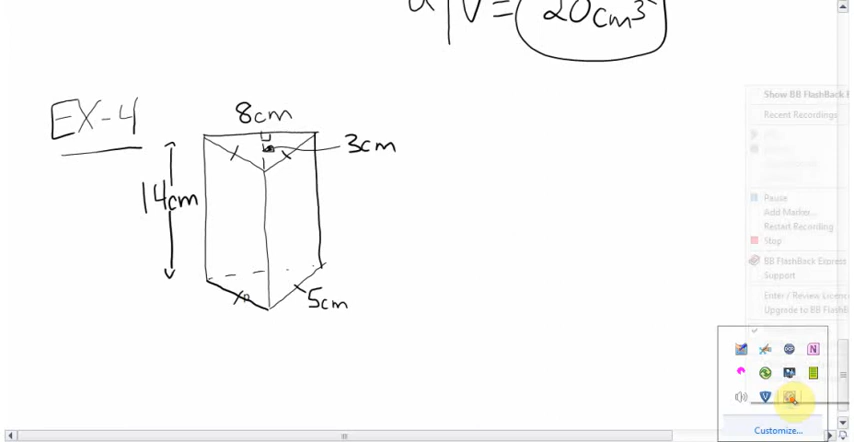 V = 20cm³
EX-4
8cm
3cm
14cm
5cm
Show BB FlashBack E
Recent Recordings
Pause
Add Marker...
Restart Recording
Stop
BB FlashBack Express
Support
Enter / Review Licenc
Upgrade to BB FlashB
Customize...